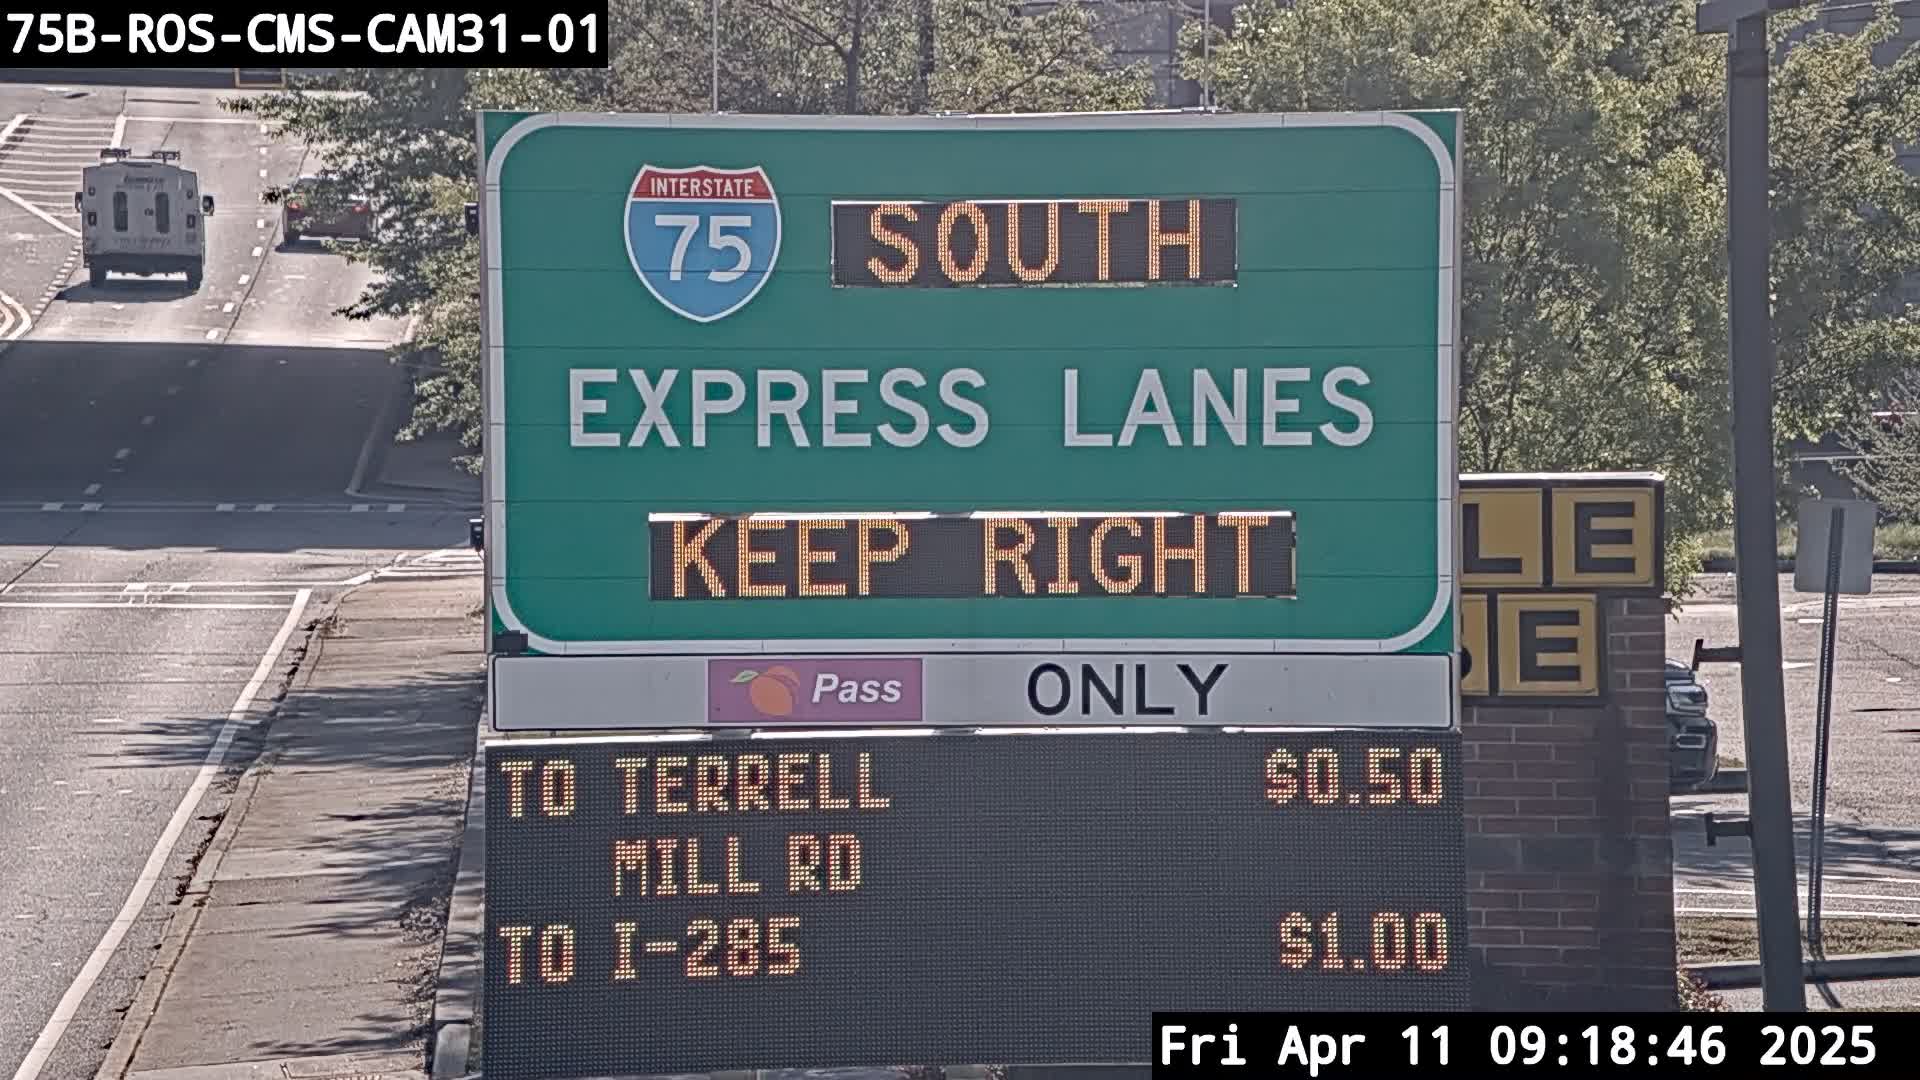 75B-ROS-CMS-CAM31-01
INTERSTATE
75
SOUTH
EXPRESS LANES
KEEP RIGHT
Pass ONLY
TO TERRELL $0.50
MILL RD
TO I-285 $1.00
LE
E
Fri Apr 11 09:18:46 2025